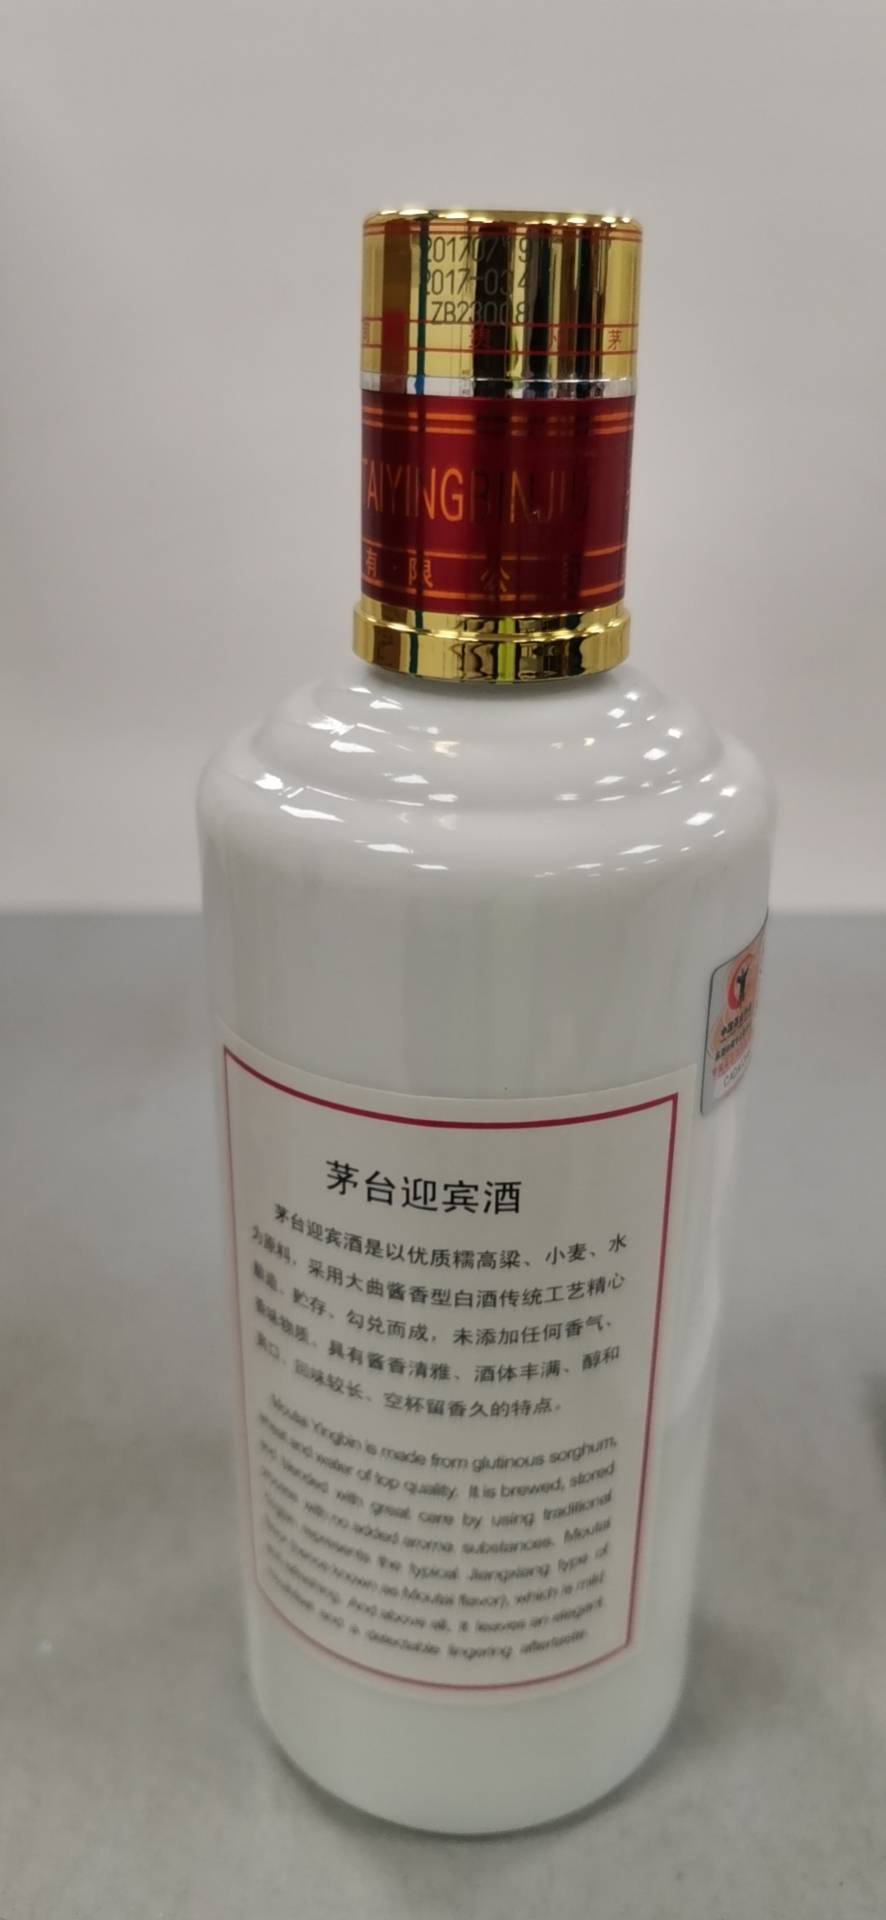 20170719
2017-034
ZB23008
贵 州 茅
TAIYINGBINJIU
有 限 公
茅台迎宾酒
茅台迎宾酒是以优质糯高粱、小麦、水
为原料，采用大曲酱香型白酒传统工艺精心
酿造、贮存、勾兑而成，未添加任何香气、
香味物质、具有酱香清雅、酒体丰满、醇和
爽口、回味较长、空杯留香久的特点。
Moutai Yingbin is made from glutinous sorghum,
wheat and water of top quality. It is brewed, stored
and blended with great care by using traditional
process with no added aroma substances. Moutai
Yingbin represents the typical Jiangxiang type of
flavor (hence known as Moutai flavor), which is mild
and refreshing. And above all, it leaves an elegant
mouthfeel and a delectable lingering aftertaste.